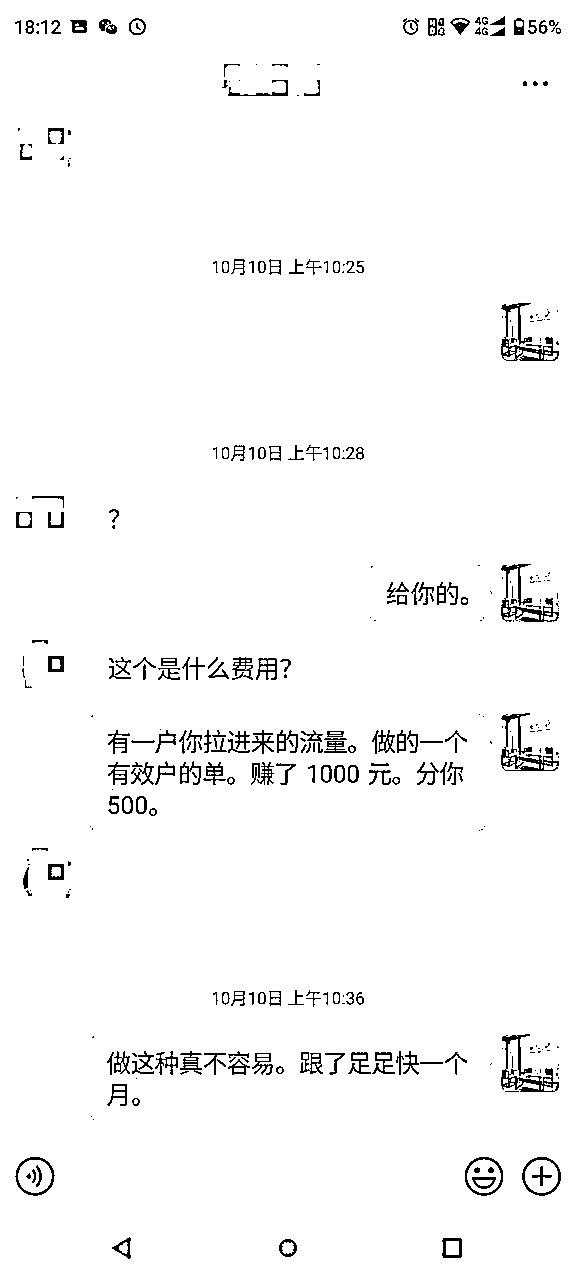 18:12
4G
4G
56%
10月10日 上午10:25
10月10日 上午10:28
?
给你的。
这个是什么费用?
有一户你拉进来的流量。做的一个
有效户的单。赚了 1000 元。分你
500。
10月10日 上午10:36
做这种真不容易。跟了足足快一个
月。